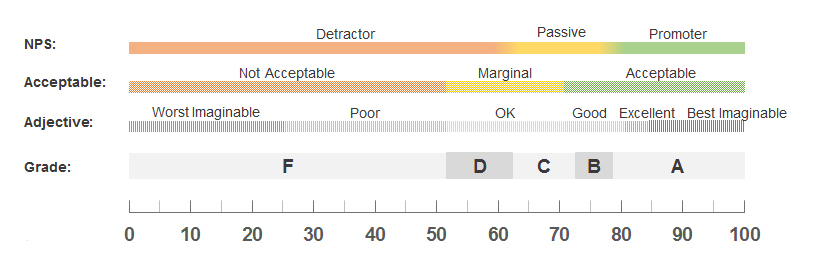 NPS: Detractor Passive Promoter
Acceptable: Not Acceptable Marginal Acceptable
Adjective: Worst Imaginable Poor OK Good Excellent Best Imaginable
Grade: F D C B A
0 10 20 30 40 50 60 70 80 90 100